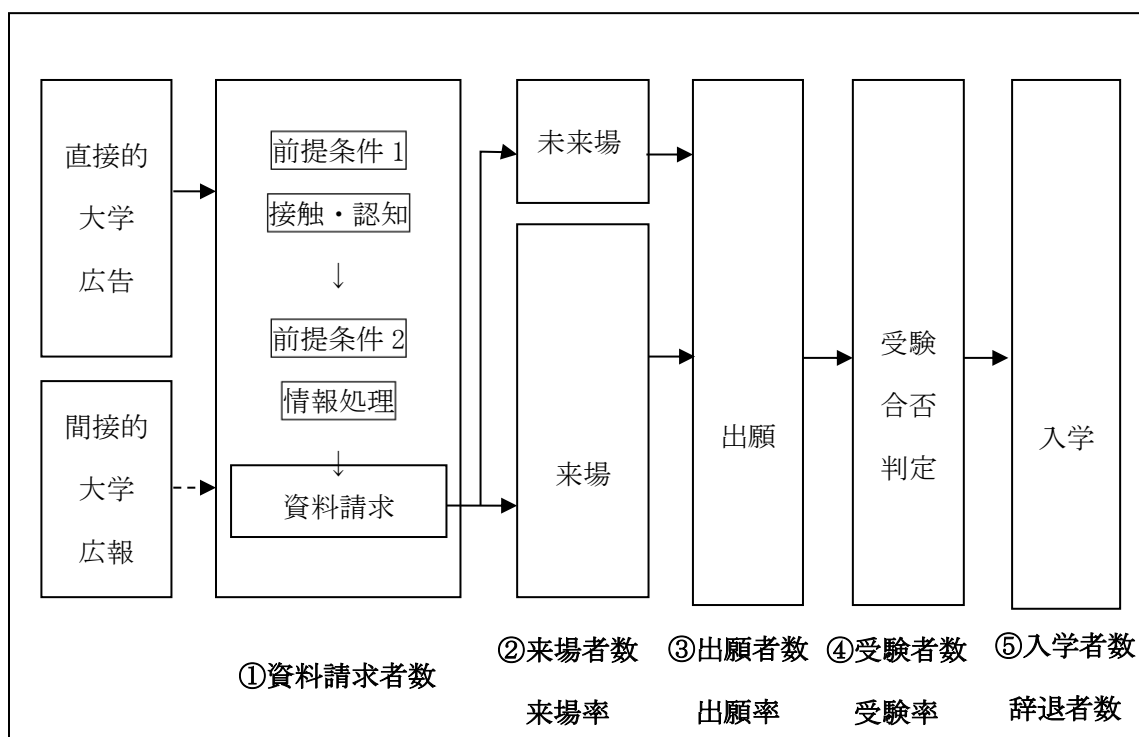 直接的
大学
広告
間接的
大学
広報
前提条件 1
接触・認知
↓
前提条件 2
情報処理
↓
資料請求
未来場
来場
出願
受験
合否
判定
入学
①資料請求者数
②来場者数
来場率
③出願者数
出願率
④受験者数
受験率
⑤入学者数
辞退者数